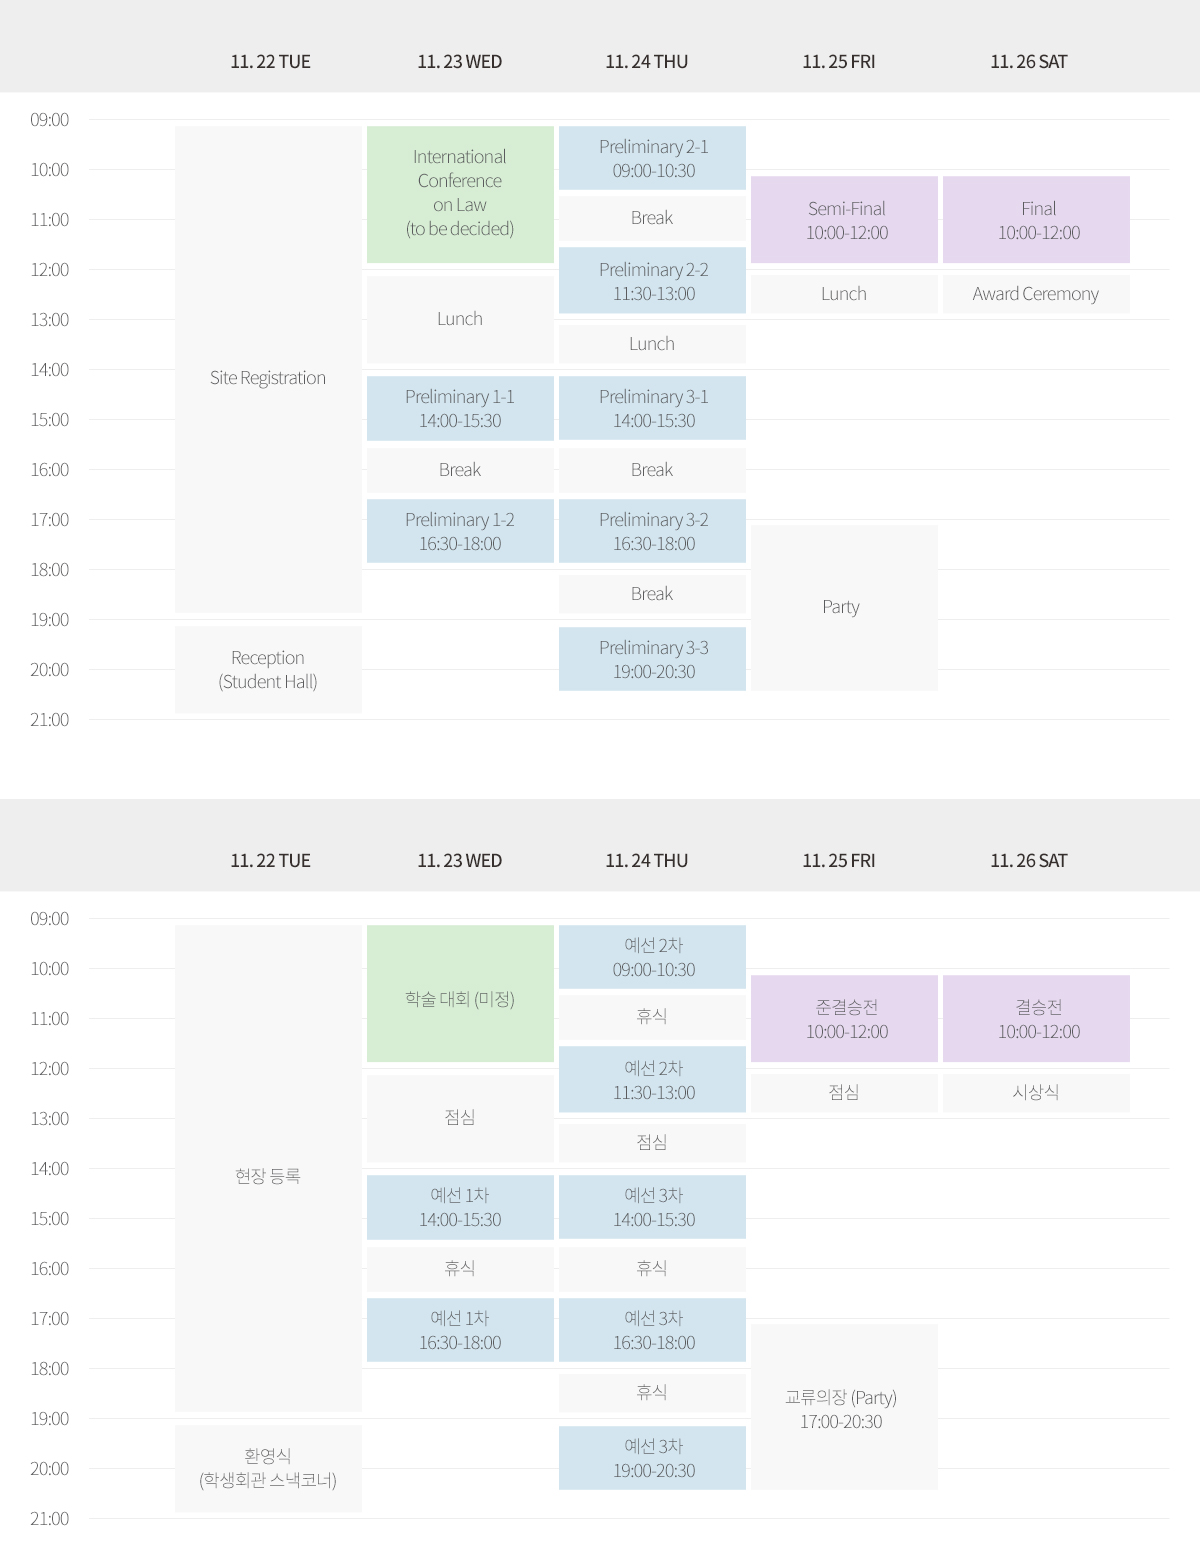 11. 22 TUE
11. 23 WED
11. 24 THU
11. 25 FRI
11. 26 SAT
09:00
10:00
11:00
12:00
13:00
14:00
15:00
16:00
17:00
18:00
19:00
20:00
21:00
Site Registration
Reception
(Student Hall)
International
Conference
on Law
(to be decided)
Lunch
Preliminary 1-1
14:00-15:30
Break
Preliminary 1-2
16:30-18:00
Preliminary 2-1
09:00-10:30
Break
Preliminary 2-2
11:30-13:00
Lunch
Preliminary 3-1
14:00-15:30
Break
Preliminary 3-2
16:30-18:00
Break
Preliminary 3-3
19:00-20:30
Semi-Final
10:00-12:00
Lunch
Party
Final
10:00-12:00
Award Ceremony
11. 22 TUE
11. 23 WED
11. 24 THU
11. 25 FRI
11. 26 SAT
09:00
10:00
11:00
12:00
13:00
14:00
15:00
16:00
17:00
18:00
19:00
20:00
21:00
현장 등록
환영식
(학생회관 스낵코너)
학술 대회 (미정)
점심
예선 1차
14:00-15:30
휴식
예선 1차
16:30-18:00
예선 2차
09:00-10:30
휴식
예선 2차
11:30-13:00
점심
예선 3차
14:00-15:30
휴식
예선 3차
16:30-18:00
휴식
예선 3차
19:00-20:30
준결승전
10:00-12:00
점심
교류의장 (Party)
17:00-20:30
결승전
10:00-12:00
시상식